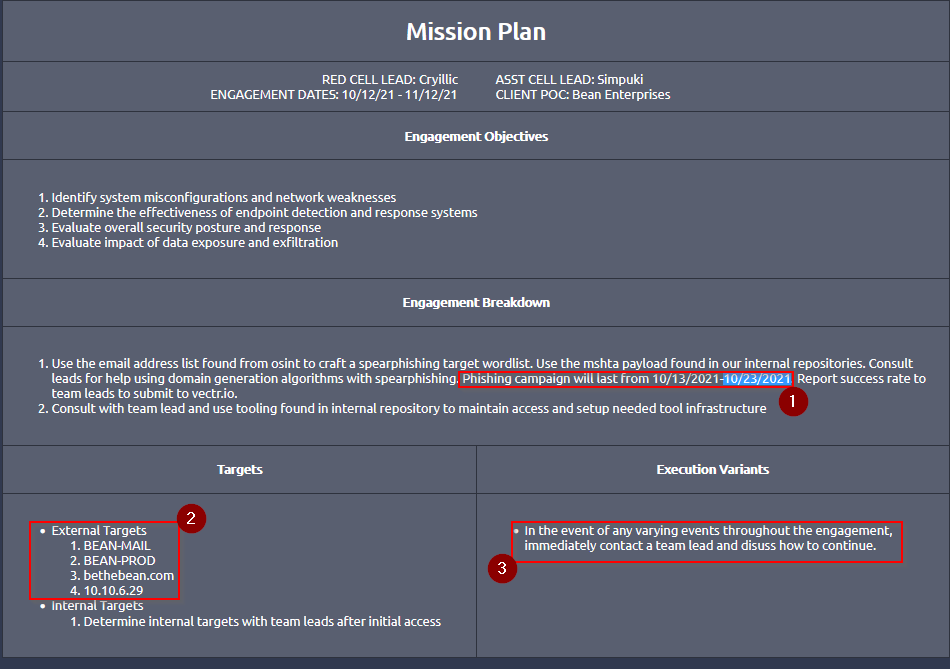 Mission Plan
RED CELL LEAD: Cryillic
ENGAGEMENT DATES: 10/12/21 - 11/12/21
ASST CELL LEAD: Simpuki
CLIENT POC: Bean Enterprises
Engagement Objectives
1. Identify system misconfigurations and network weaknesses
2. Determine the effectiveness of endpoint detection and response systems
3. Evaluate overall security posture and response
4. Evaluate impact of data exposure and exfiltration
Engagement Breakdown
1. Use the email address list found from osint to craft a spearphishing target wordlist. Use the mshta payload found in our internal repositories. Consult
leads for help using domain generation algorithms with spearphishing. Phishing campaign will last from 10/13/2021-10/23/2021. Report success rate to
team leads to submit to vectr.io.
2. Consult with team lead and use tooling found in internal repository to maintain access and setup needed tool infrastructure
1
Targets
• External Targets
1. BEAN-MAIL
2. BEAN-PROD
3. bethebean.com
4. 10.10.6.29
• Internal Targets
1. Determine internal targets with team leads after initial access
2
Execution Variants
• In the event of any varying events throughout the engagement,
immediately contact a team lead and disuss how to continue.
3